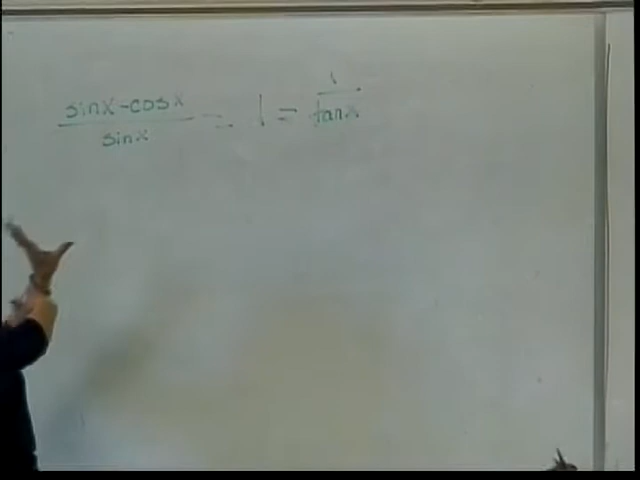 sinx-cosx / sinx = 1 = 1 / tanx